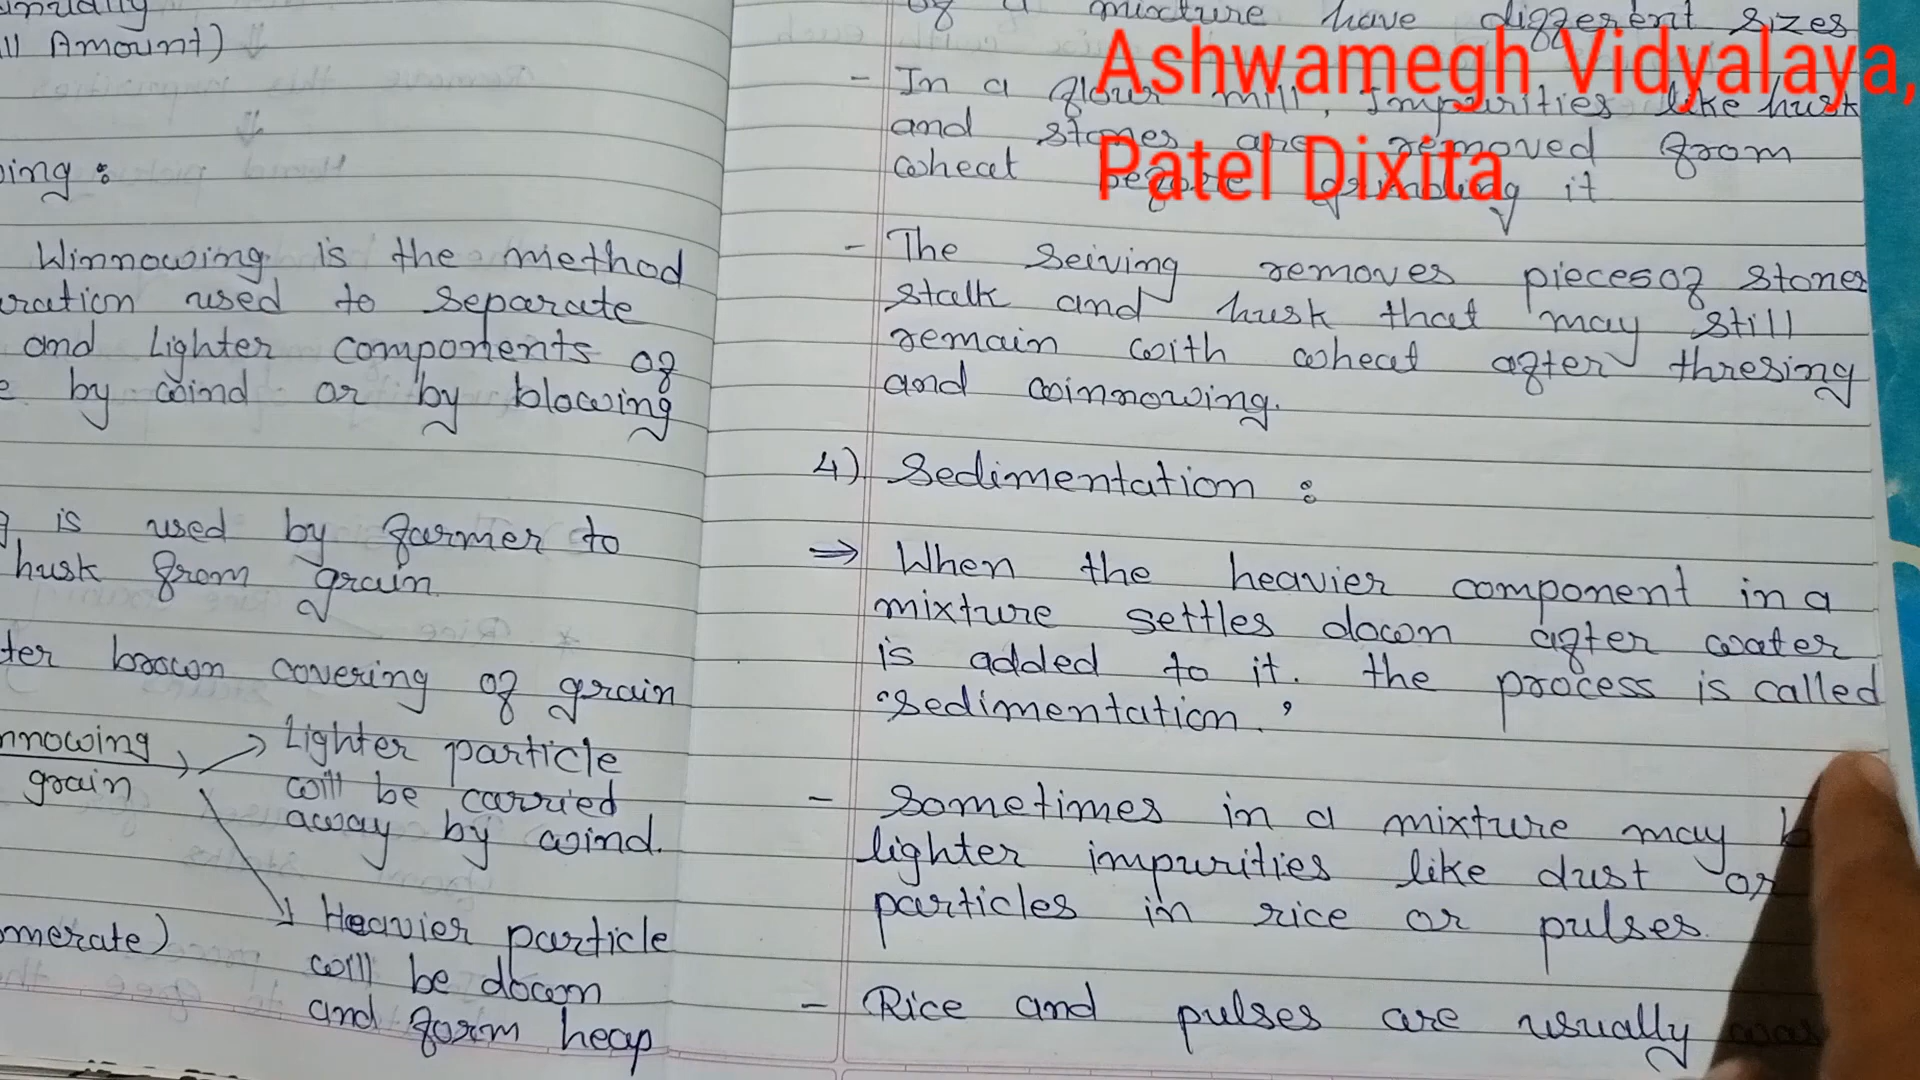 ll Amount)
ing :
Winnowing is the method
ration used to separate
and Lighter components of
e by wind or by blowing
is used by farmer to
husk from grain
ter brown covering of grain
nnowing
grain
Lighter particle
will be carried
away by wind.
Heavier particle
will be down
and form heap
merate)
of a mixture have different sizes
Ashwamegh Vidyalaya,
Patel Dixita
- In a flour mill, Impurities like husk
and stones are removed from
wheat before it
- The Seiving removes pieces of stones
stalk and husk that may still
remain with wheat after thresing
and winnowing.
4) Sedimentation :
⇒ When the heavier component in a
mixture settles down after water
is added to it. the process is called
'Sedimentation.'
- Sometimes in a mixture may
lighter impurities like dust or
particles in rice or pulses.
- Rice and pulses are usually